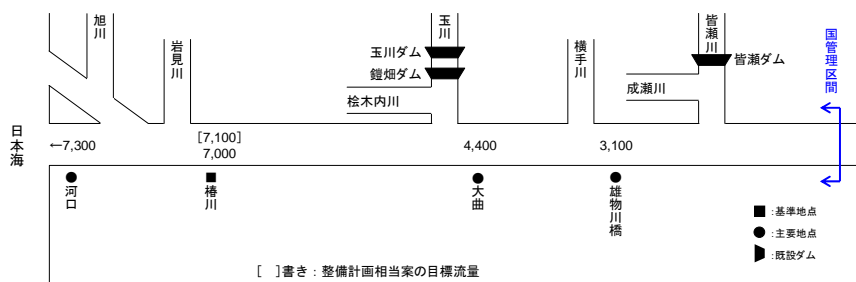 旭川
岩見川
玉川
玉川ダム
鎧畑ダム
桧木内川
横手川
皆瀬川
皆瀬ダム
成瀬川
国管理区間
日本海
←7,300
[7,100]
7,000
4,400
3,100
河口
椿川
大曲
雄物川橋
■:基準地点
●:主要地点
:既設ダム
[ ]書き:整備計画相当案の目標流量